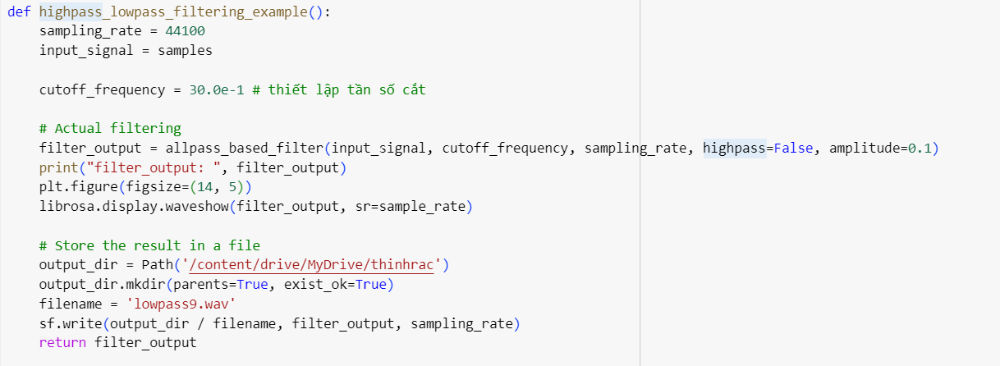 def highpass_lowpass_filtering_example():
    sampling_rate = 44100
    input_signal = samples

    cutoff_frequency = 30.0e-1 # thiết lập tần số cắt

    # Actual filtering
    filter_output = allpass_based_filter(input_signal, cutoff_frequency, sampling_rate, highpass=False, amplitude=0.1)
    print("filter_output: ", filter_output)
    plt.figure(figsize=(14, 5))
    librosa.display.waveshow(filter_output, sr=sample_rate)

    # Store the result in a file
    output_dir = Path('/content/drive/MyDrive/thinhrac')
    output_dir.mkdir(parents=True, exist_ok=True)
    filename = 'lowpass9.wav'
    sf.write(output_dir / filename, filter_output, sampling_rate)
    return filter_output